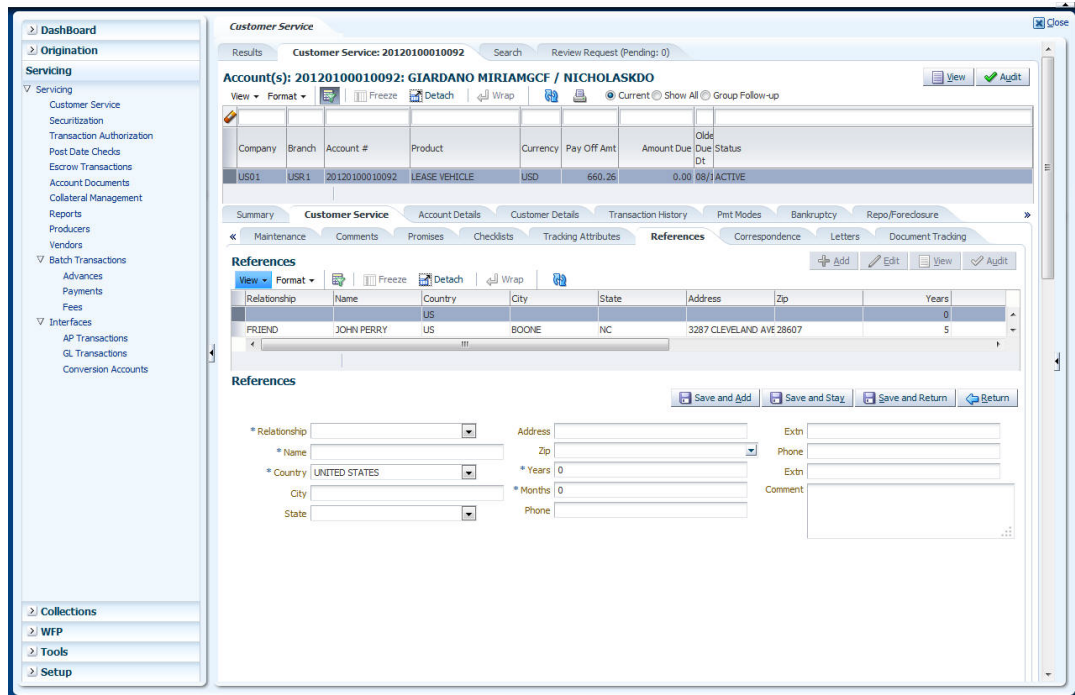 DashBoard
Origination
Servicing
Servicing
Customer Service
Securitization
Transaction Authorization
Post Date Checks
Escrow Transactions
Account Documents
Collateral Management
Reports
Producers
Vendors
Batch Transactions
Advances
Payments
Fees
Interfaces
AP Transactions
GL Transactions
Conversion Accounts
Collections
WFP
Tools
Setup
Customer Service
Close
Results Customer Service: 20120100010092 Search Review Request (Pending: 0)
Account(s): 20120100010092: GIARDANO MIRIAMGCF / NICHOLASKDO View Audit
View Format Freeze Detach Wrap Current Show All Group Follow-up
Company Branch Account # Product Currency Pay Off Amt Amount Due Olde Due Dt Status
US01 USR1 20120100010092 LEASE VEHICLE USD 660.26 0.00 08/1 ACTIVE
Summary Customer Service Account Details Customer Details Transaction History Pmt Modes Bankruptcy Repo/Foreclosure »
« Maintenance Comments Promises Checklists Tracking Attributes References Correspondence Letters Document Tracking
References Add Edit View Audit
View Format Freeze Detach Wrap
Relationship Name Country City State Address Zip Years
US 0
FRIEND JOHN PERRY US BOONE NC 3287 CLEVELAND AVE 28607 5
References
Save and Add Save and Stay Save and Return Return
* Relationship Address Extn
* Name Zip Phone
* Country UNITED STATES * Years 0 Extn
City * Months 0 Comment
State Phone